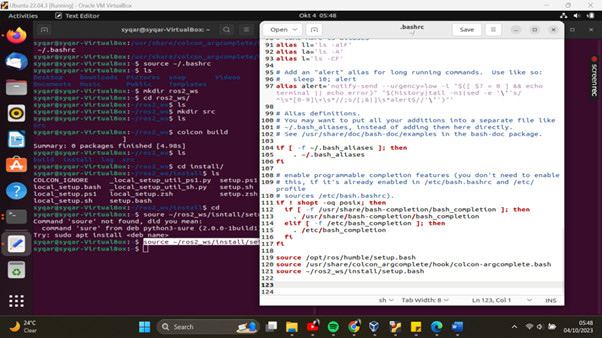 Ubuntu 22.04.3 [Running] - Oracle VM VirtualBox
Activities
Text Editor
Okt 4 05:48
syqar@syqar-VirtualBox: ~
Open
.bashrc
~/
Save
syqar@syqar-VirtualBox:/usr/share/colcon_argcomplete/
~/.bashrc
syqar@syqar-VirtualBox:~$ source ~/.bashrc
syqar@syqar-VirtualBox:~$ ls
Desktop Downloads Pictures snap Videos
Documents Music Public Templates
syqar@syqar-VirtualBox:~$ mkdir ros2_ws
syqar@syqar-VirtualBox:~$ cd ros2_ws/
syqar@syqar-VirtualBox:~/ros2_ws$ ls
syqar@syqar-VirtualBox:~/ros2_ws$ mkdir src
syqar@syqar-VirtualBox:~/ros2_ws$ ls
src
syqar@syqar-VirtualBox:~/ros2_ws$ colcon build
Summary: 0 packages finished [4.98s]
syqar@syqar-VirtualBox:~/ros2_ws$ ls
build install log src
syqar@syqar-VirtualBox:~/ros2_ws$ cd install/
syqar@syqar-VirtualBox:~/ros2_ws/install$ ls
COLCON_IGNORE local_setup_util_ps1.py setup.ps1
local_setup.bash _local_setup_util_sh.py setup.sh
local_setup.ps1 local_setup.zsh setup.zsh
local_setup.sh setup.bash
syqar@syqar-VirtualBox:~/ros2_ws/install$ cd
syqar@syqar-VirtualBox:~$ soure ~/ros2_ws/isntall/set
Command 'soure' not found, did you mean:
command 'sure' from deb python3-sure (2.0.0-1build1
Try: sudo apt install <deb name>
syqar@syqar-VirtualBox:~$ source ~/ros2_ws/install/set
syqar@syqar-VirtualBox:~$
91 alias ll='ls -alF'
92 alias la='ls -A'
93 alias l='ls -CF'
94
95 # Add an "alert" alias for long running commands. Use like so:
96 # sleep 10; alert
97 alias alert='notify-send --urgency=low -i "$([ $? = 0 ] && echo
terminal || echo error)" "$(history|tail -n1|sed -e '\''s/
^\s*[0-9]\+\s*//;s/[;&|]\s*alert$//'\'')"'
98
99 # Alias definitions.
100 # You may want to put all your additions into a separate file like
101 # ~/.bash_aliases, instead of adding them here directly.
102 # See /usr/share/doc/bash-doc/examples in the bash-doc package.
103
104 if [ -f ~/.bash_aliases ]; then
105 . ~/.bash_aliases
106 fi
107
108 # enable programmable completion features (you don't need to enable
109 # this, if it's already enabled in /etc/bash.bashrc and /etc/
profile
110 # sources /etc/bash.bashrc).
111 if ! shopt -oq posix; then
112 if [ -f /usr/share/bash-completion/bash_completion ]; then
113 . /usr/share/bash-completion/bash_completion
114 elif [ -f /etc/bash_completion ]; then
115 . /etc/bash_completion
116 fi
117 fi
118
119 source /opt/ros/humble/setup.bash
120 source /usr/share/colcon_argcomplete/hook/colcon-argcomplete.bash
121 source ~/ros2_ws/install/setup.bash
122
123
124
sh
Tab Width: 8
Ln 123, Col 1
INS
screenrec
24°C
Clear
Search
05:48
04/10/2023